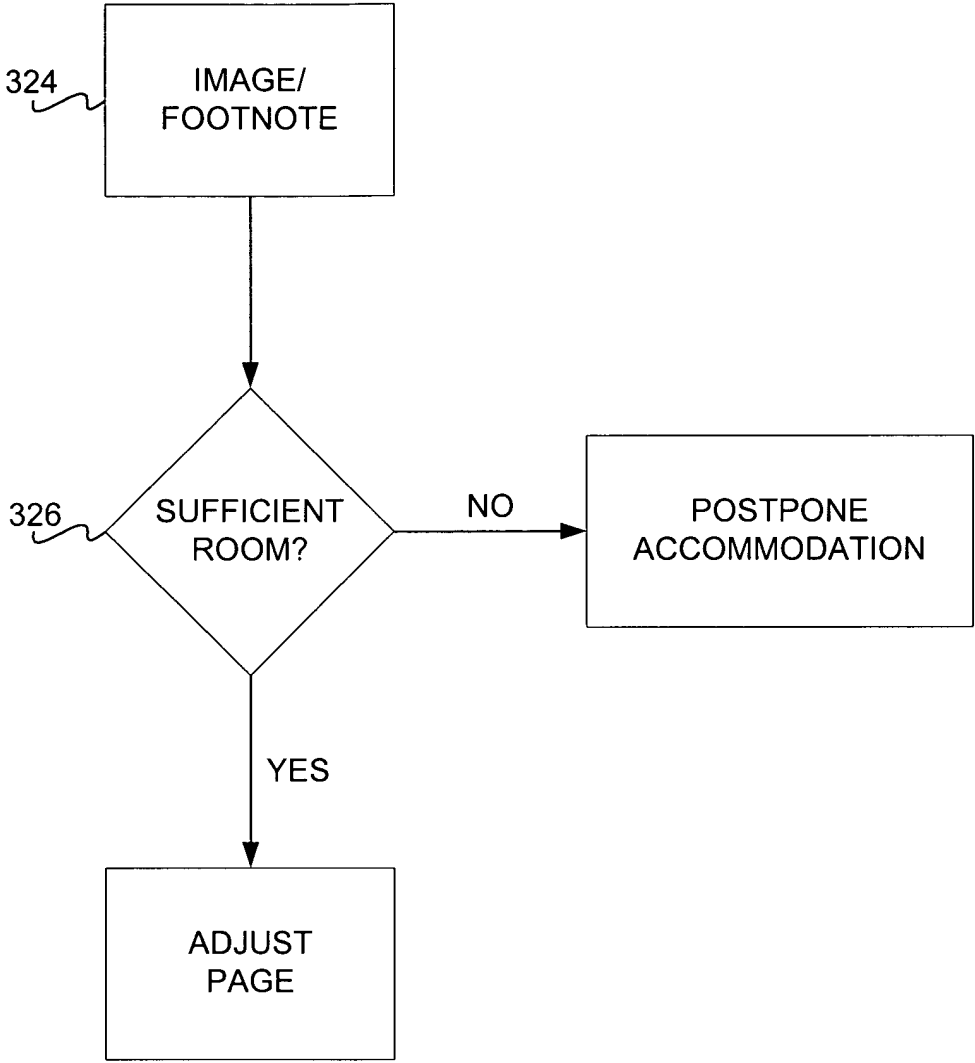 324
IMAGE/
FOOTNOTE
326
SUFFICIENT
ROOM?
NO
POSTPONE
ACCOMMODATION
YES
ADJUST
PAGE